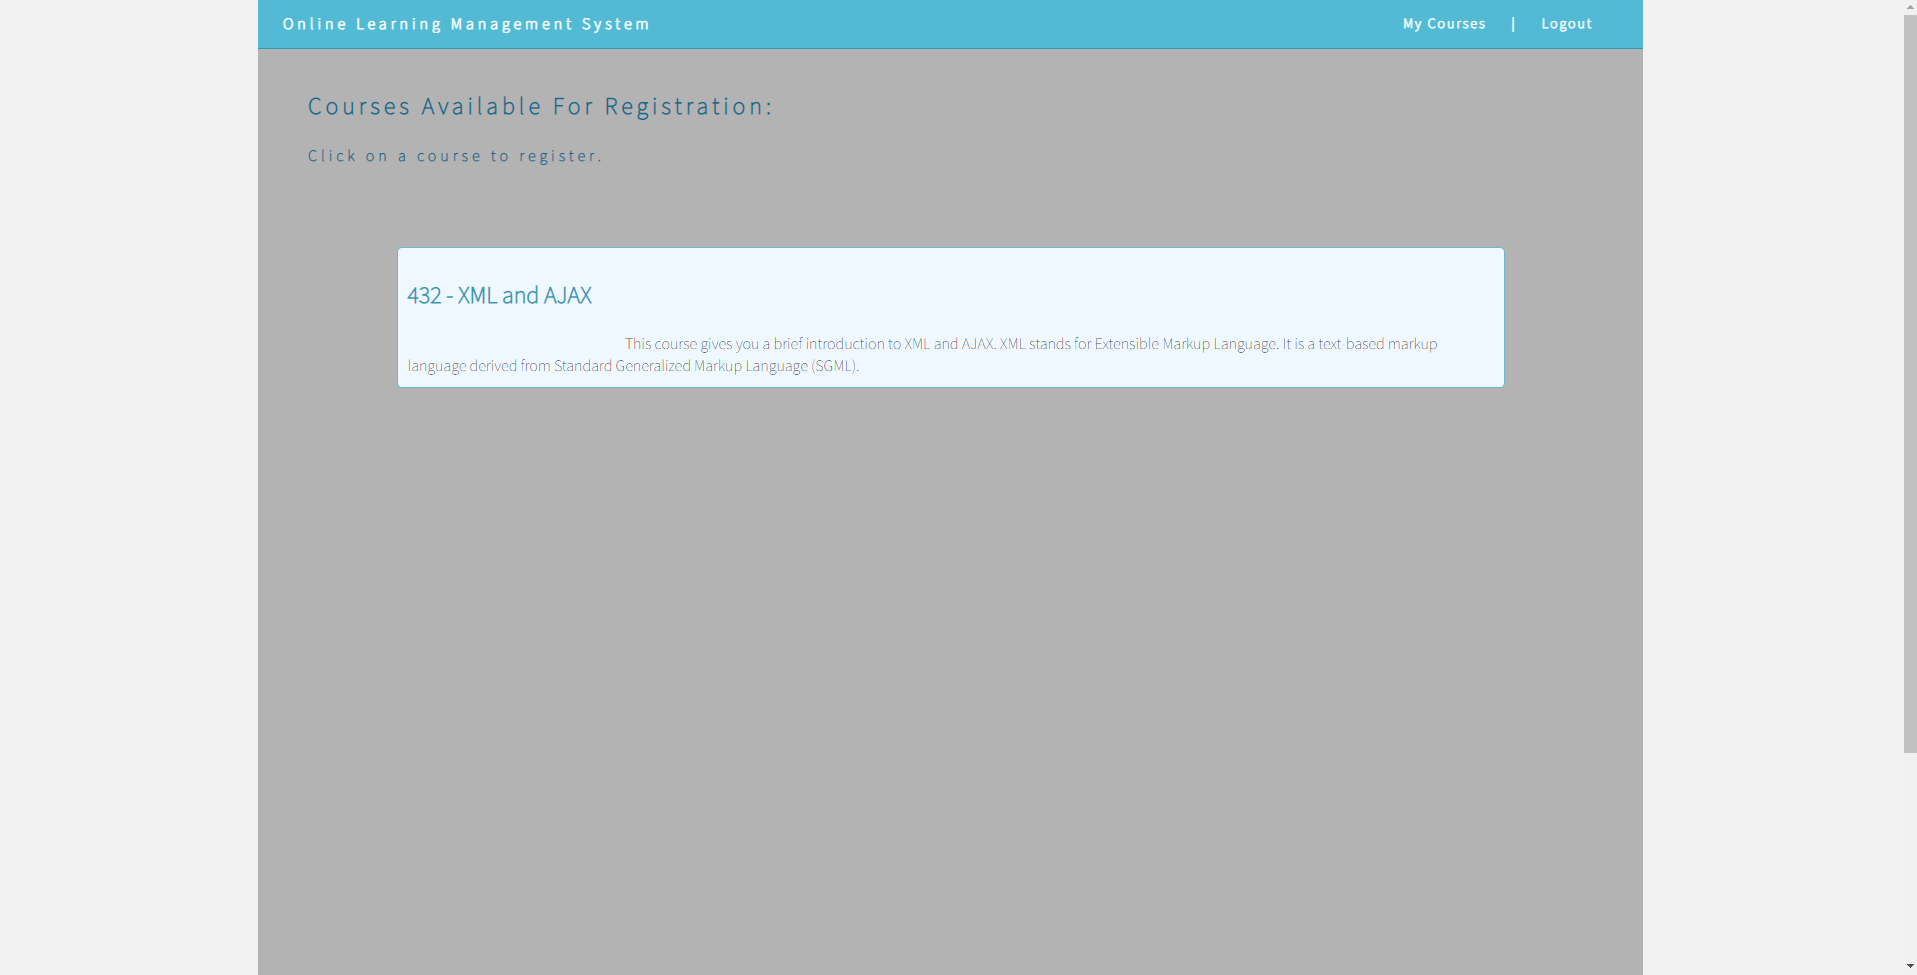 Online Learning Management System
My Courses | Logout
Courses Available For Registration:
Click on a course to register.
432 - XML and AJAX
This course gives you a brief introduction to XML and AJAX. XML stands for Extensible Markup Language. It is a text-based markup
language derived from Standard Generalized Markup Language (SGML).